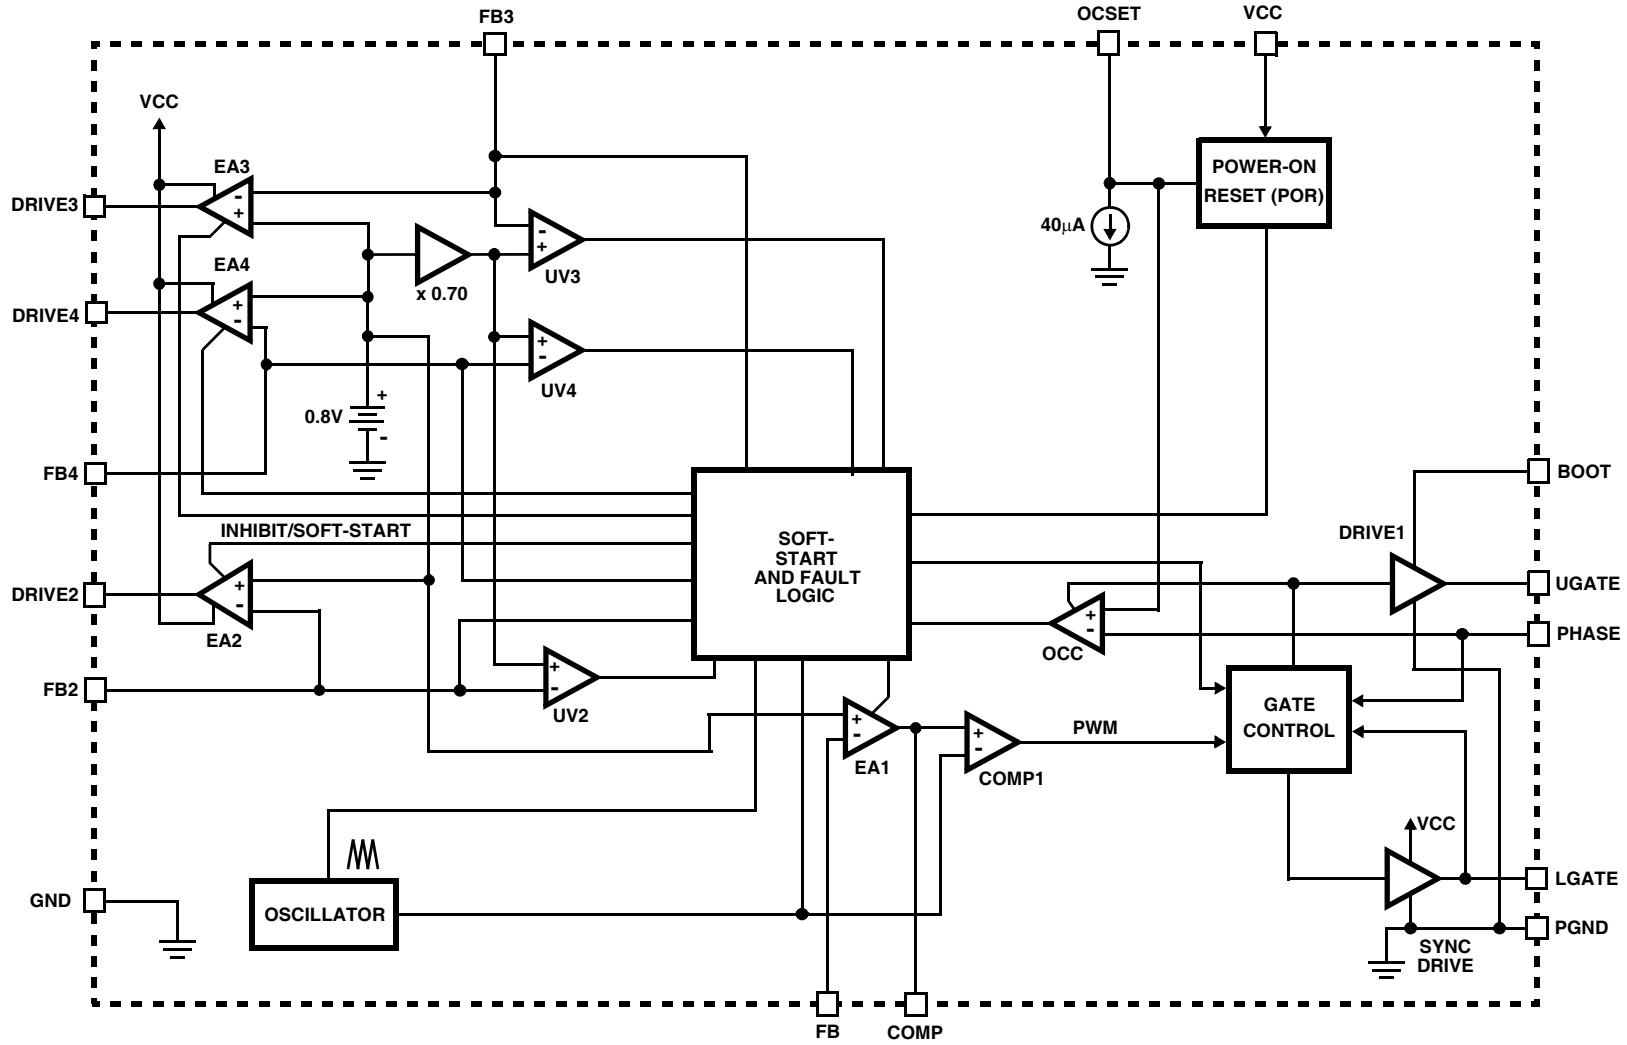 FB3
OCSET
VCC
VCC
EA3
-
+
DRIVE3
POWER-ON
RESET (POR)
40µA
EA4
+
-
x 0.70
-
+
UV3
DRIVE4
+
-
UV4
0.8V
+
-
FB4
BOOT
INHIBIT/SOFT-START
SOFT-
START
AND FAULT
LOGIC
DRIVE1
DRIVE2
+
-
EA2
UGATE
+
-
OCC
PHASE
FB2
+
-
UV2
GATE
CONTROL
+
-
EA1
+
-
COMP1
PWM
VCC
OSCILLATOR
GND
LGATE
PGND
SYNC
DRIVE
FB
COMP